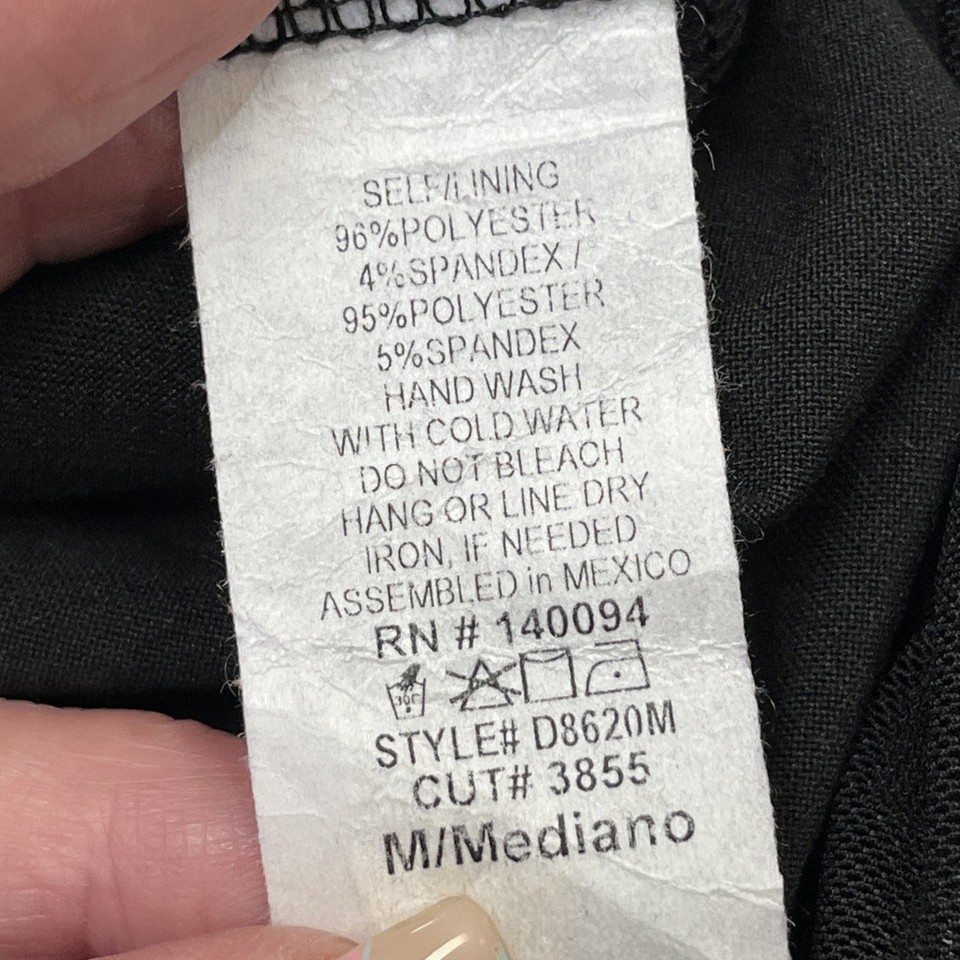 SELF/LINING
96%POLYESTER
4%SPANDEX /
95%POLYESTER
5%SPANDEX
HAND WASH
WITH COLD WATER
DO NOT BLEACH
HANG OR LINE DRY
IRON, IF NEEDED
ASSEMBLED in MEXICO
RN # 140094
30C
STYLE# D8620M
CUT# 3855
M/Mediano